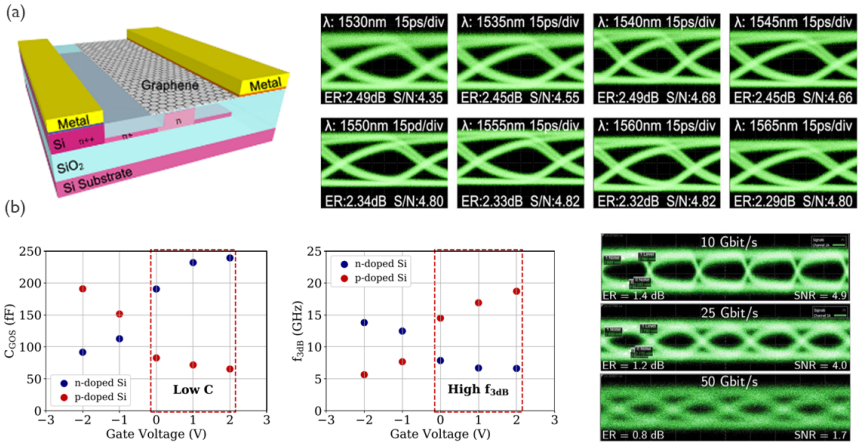 (a)
Metal
Graphene
Metal
Si n++ n+ n
SiO2
Si Substrate
λ: 1530nm 15ps/div
ER:2.49dB S/N:4.35
λ: 1535nm 15ps/div
ER:2.45dB S/N:4.55
λ: 1540nm 15ps/div
ER:2.49dB S/N:4.68
λ: 1545nm 15ps/div
ER:2.45dB S/N:4.66
λ: 1550nm 15pd/div
ER:2.34dB S/N:4.80
λ: 1555nm 15ps/div
ER:2.33dB S/N:4.82
λ: 1560nm 15ps/div
ER:2.32dB S/N:4.82
λ: 1565nm 15ps/div
ER:2.29dB S/N:4.80
(b)
CGOS (fF)
250
200
150
100
50
0
n-doped Si
p-doped Si
Low C
−3 −2 −1 0 1 2 3
Gate Voltage (V)
f3dB (GHz)
25
20
15
10
5
0
n-doped Si
p-doped Si
High f3dB
−3 −2 −1 0 1 2 3
Gate Voltage (V)
10 Gbit/s
ER = 1.4 dB SNR = 4.9
25 Gbit/s
ER = 1.2 dB SNR = 4.0
50 Gbit/s
ER = 0.8 dB SNR = 1.7